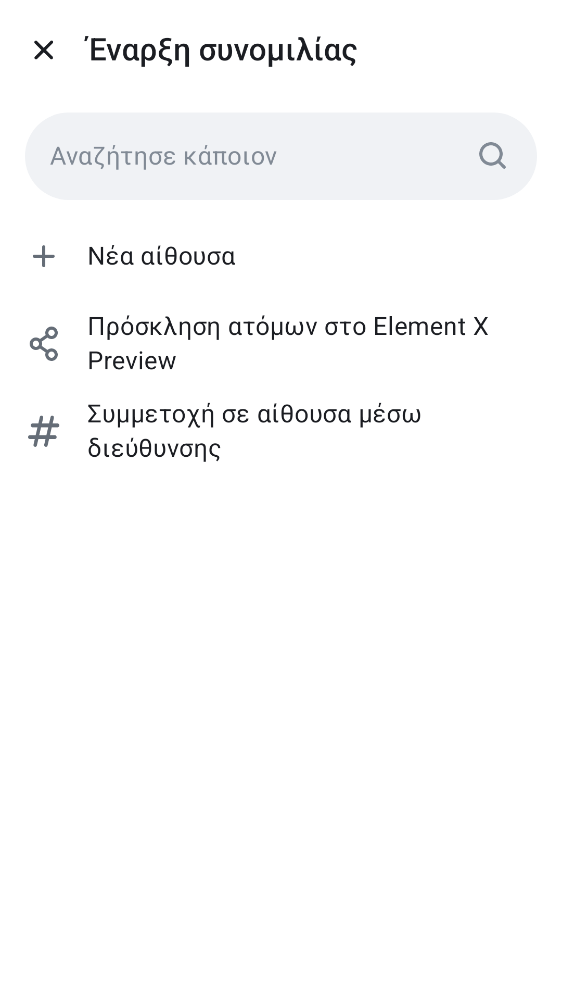 Έναρξη συνομιλίας
Αναζήτησε κάποιον
Νέα αίθουσα
Πρόσκληση ατόμων στο Element X
Preview
Συμμετοχή σε αίθουσα μέσω
διεύθυνσης